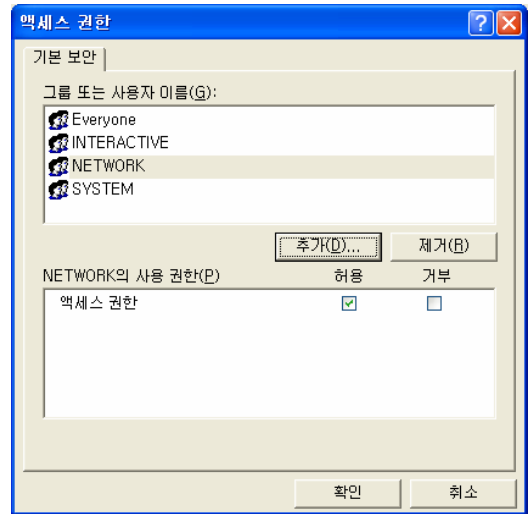 액세스 권한
기본 보안
그룹 또는 사용자 이름(G):
Everyone
INTERACTIVE
NETWORK
SYSTEM
추가(D)... 제거(R)
NETWORK의 사용 권한(P) 허용 거부
액세스 권한
확인 취소